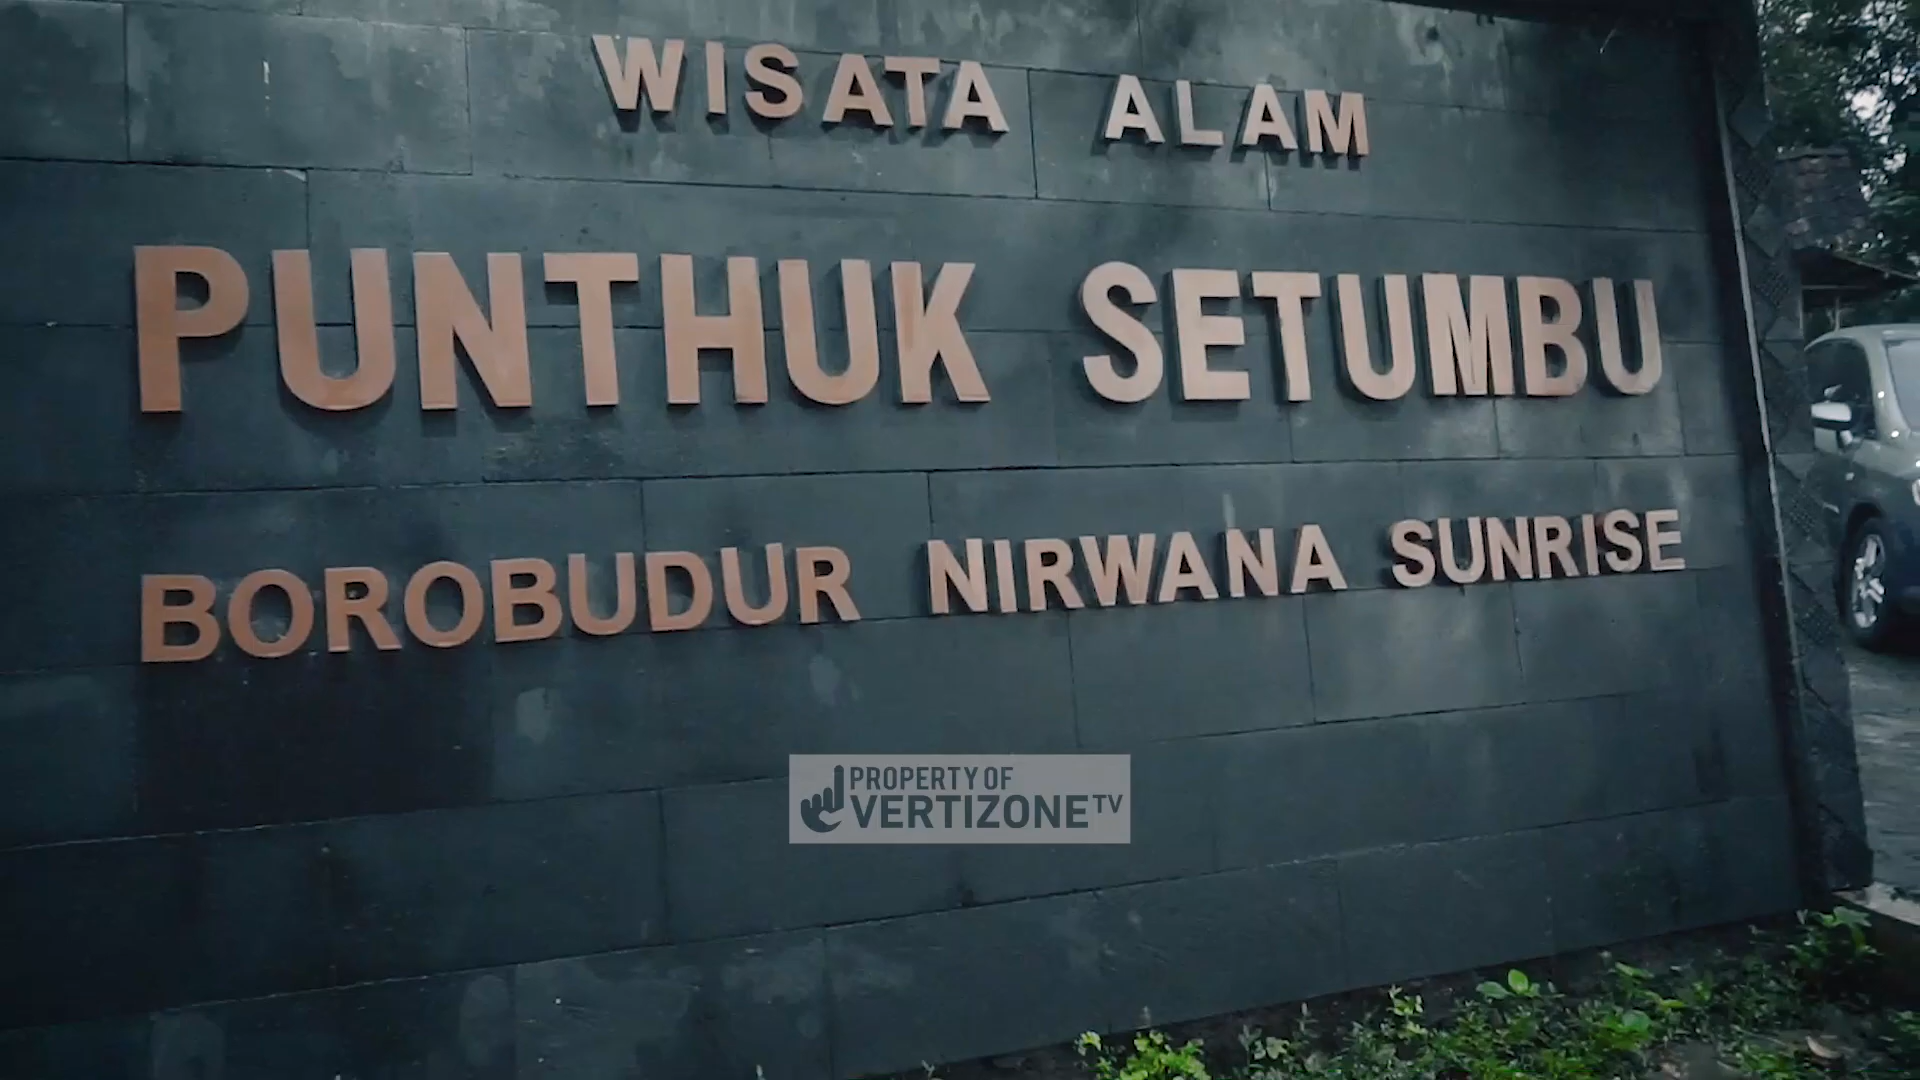 WISATA ALAM
PUNTHUK SETUMBU
BOROBUDUR NIRWANA SUNRISE
PROPERTY OF
VERTIZONE TV